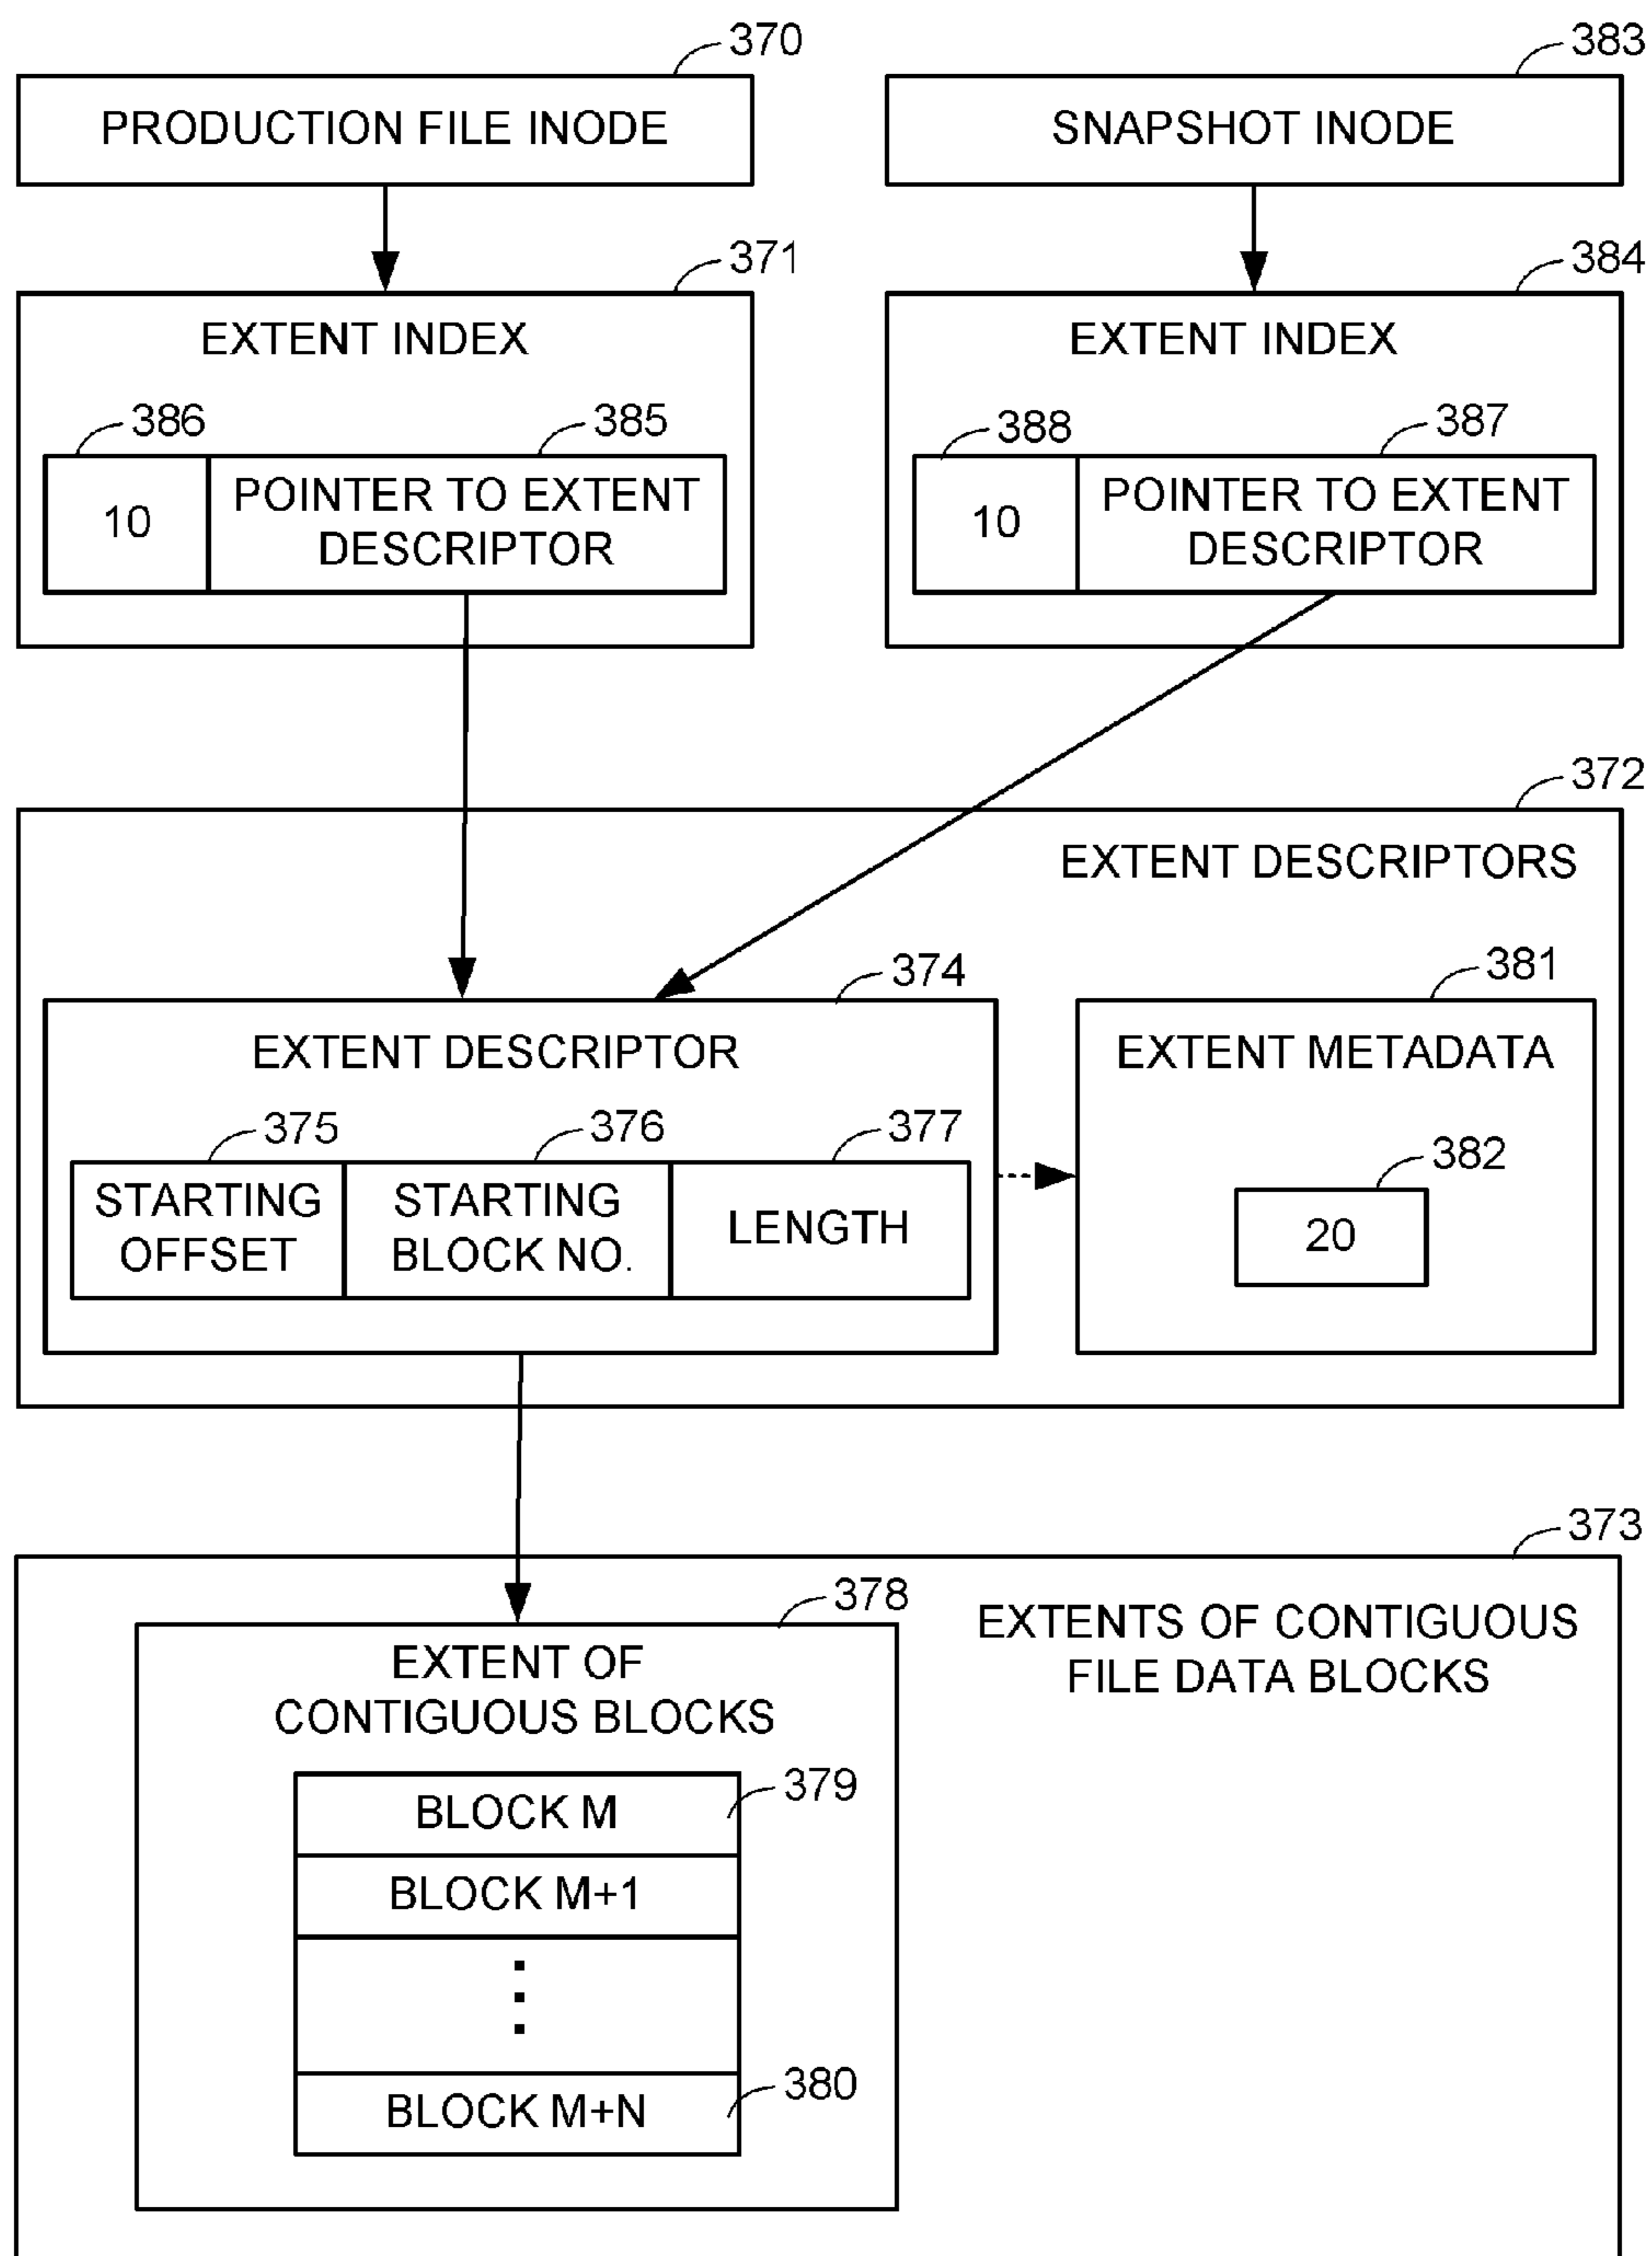 370
383
PRODUCTION FILE INODE
SNAPSHOT INODE
371
384
EXTENT INDEX
EXTENT INDEX
386
385
388
387
10
POINTER TO EXTENT
DESCRIPTOR
10
POINTER TO EXTENT
DESCRIPTOR
372
EXTENT DESCRIPTORS
374
381
EXTENT DESCRIPTOR
EXTENT METADATA
375
376
377
382
STARTING
OFFSET
STARTING
BLOCK NO.
LENGTH
20
373
378
EXTENTS OF CONTIGUOUS
FILE DATA BLOCKS
EXTENT OF
CONTIGUOUS BLOCKS
379
BLOCK M
BLOCK M+1
380
BLOCK M+N